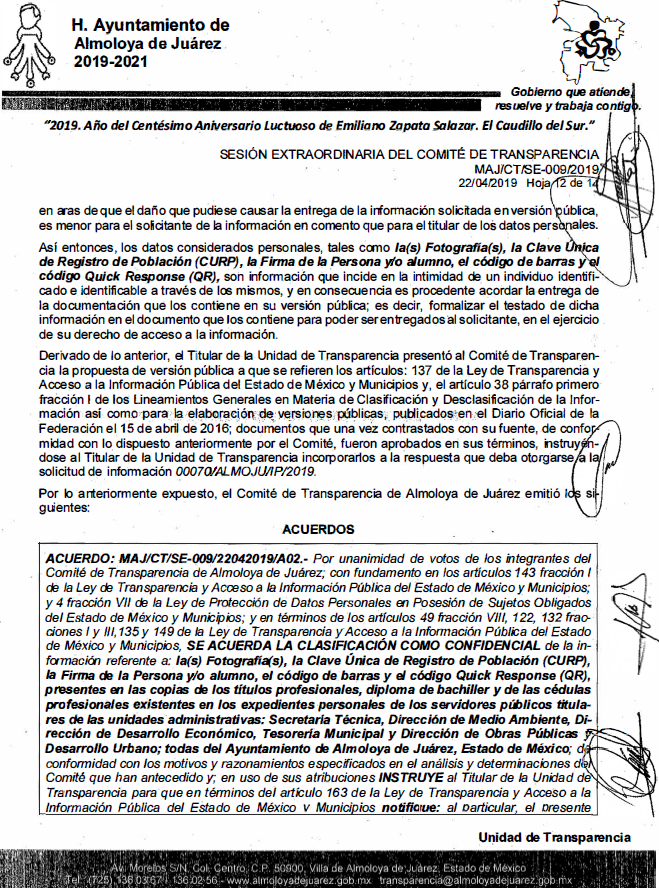 H. Ayuntamiento de
Almoloya de Juárez
2019-2021
Gobierno que atiende,
resuelve y trabaja contigo.
“2019. Año del Centésimo Aniversario Luctuoso de Emiliano Zapata Salazar. El Caudillo del Sur.”
SESIÓN EXTRAORDINARIA DEL COMITÉ DE TRANSPARENCIA
MAJ/CT/SE-009/2019
22/04/2019 Hoja 12 de 14
en aras de que el daño que pudiese causar la entrega de la información solicitada en versión pública,
es menor para el solicitante de la información en comento que para el titular de los datos personales.
Así entonces, los datos considerados personales, tales como la(s) Fotografía(s), la Clave Única
de Registro de Población (CURP), la Firma de la Persona y/o alumno, el código de barras y el
código Quick Response (QR), son información que incide en la intimidad de un individuo identifi-
cado e identificable a través de los mismos, y en consecuencia es procedente acordar la entrega de
la documentación que los contiene en su versión pública; es decir, formalizar el testado de dicha
información en el documento que los contiene para poder ser entregados al solicitante, en el ejercicio
de su derecho de acceso a la información.
Derivado de lo anterior, el Titular de la Unidad de Transparencia presentó al Comité de Transparen-
cia la propuesta de versión pública a que se refieren los artículos: 137 de la Ley de Transparencia y
Acceso a la Información Pública del Estado de México y Municipios y, el artículo 38 párrafo primero
fracción I de los Lineamientos Generales en Materia de Clasificación y Desclasificación de la Infor-
mación así como para la elaboración de versiones públicas, publicados en el Diario Oficial de la
Federación el 15 de abril de 2016; documentos que una vez contrastados con su fuente, de confor-
midad con lo dispuesto anteriormente por el Comité, fueron aprobados en sus términos, instruyén-
dose al Titular de la Unidad de Transparencia incorporarlos a la respuesta que deba otorgarse a la
solicitud de información 00070/ALMOJU/IP/2019.
Por lo anteriormente expuesto, el Comité de Transparencia de Almoloya de Juárez emitió los si-
guientes:
ACUERDOS
ACUERDO: MAJ/CT/SE-009/22042019/A02.- Por unanimidad de votos de los integrantes del
Comité de Transparencia de Almoloya de Juárez; con fundamento en los artículos 143 fracción I
de la Ley de Transparencia y Acceso a la Información Pública del Estado de México y Municipios;
y 4 fracción VII de la Ley de Protección de Datos Personales en Posesión de Sujetos Obligados
del Estado de México y Municipios; y en términos de los artículos 49 fracción VIII, 122, 132 frac-
ciones I y III,135 y 149 de la Ley de Transparencia y Acceso a la Información Pública del Estado
de México y Municipios, SE ACUERDA LA CLASIFICACIÓN COMO CONFIDENCIAL de la in-
formación referente a: la(s) Fotografía(s), la Clave Única de Registro de Población (CURP),
la Firma de la Persona y/o alumno, el código de barras y el código Quick Response (QR),
presentes en las copias de los títulos profesionales, diploma de bachiller y de las cédulas
profesionales existentes en los expedientes personales de los servidores públicos titula-
res de las unidades administrativas: Secretaría Técnica, Dirección de Medio Ambiente, Di-
rección de Desarrollo Económico, Tesorería Municipal y Dirección de Obras Públicas y
Desarrollo Urbano; todas del Ayuntamiento de Almoloya de Juárez, Estado de México; de
conformidad con los motivos y razonamientos especificados en el análisis y determinaciones del
Comité que han antecedido y; en uso de sus atribuciones INSTRUYE al Titular de la Unidad de
Transparencia para que en términos del artículo 163 de la Ley de Transparencia y Acceso a la
Información Pública del Estado de México y Municipios notifique: al particular, el presente
Unidad de Transparencia
Av. Morelos S/N, Col. Centro, C.P. 50900, Villa de Almoloya de Juárez, Estado de México
Tel.: (725) 136 03 67 / 136 02 56 - www.almoloyadejuarez.gob.mx transparencia@almoloyadejuarez.gob.mx